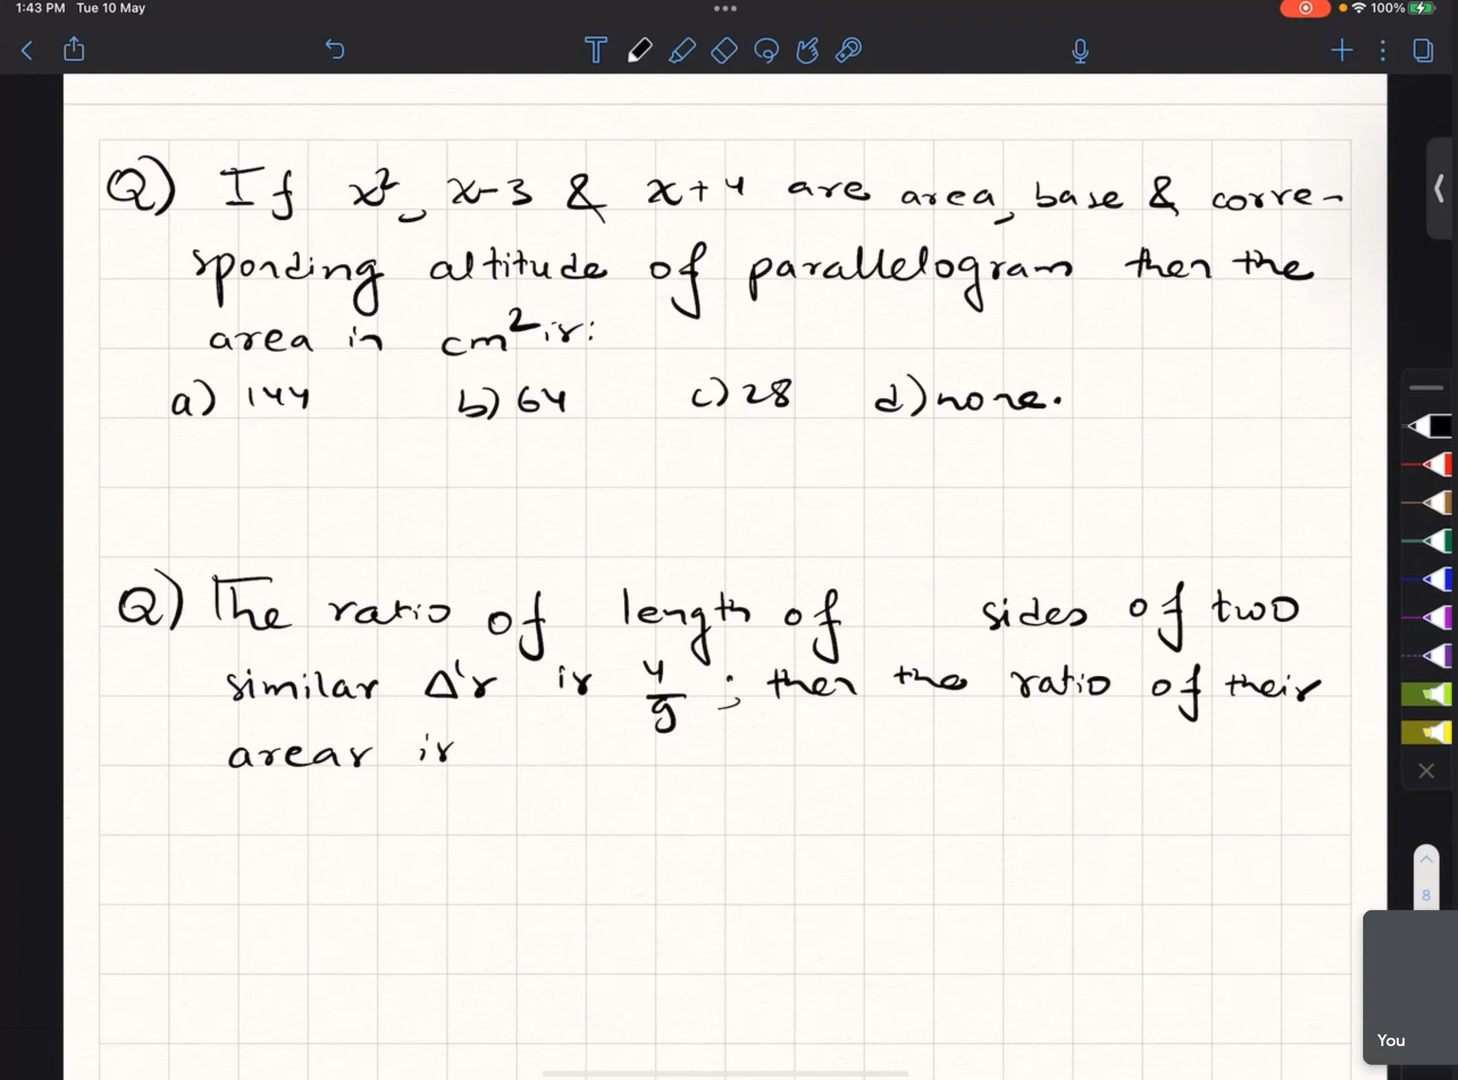 1:43 PM Tue 10 May
100%
Q) If x², x-3 & x+4 are area, base & corre-
sponding altitude of parallelogram then the
area in cm² is:
a) 144 b) 64 c) 28 d) none.
Q) The ratio of length of sides of two
similar Δ's is 4/9 ; then the ratio of their
areas is
8
You